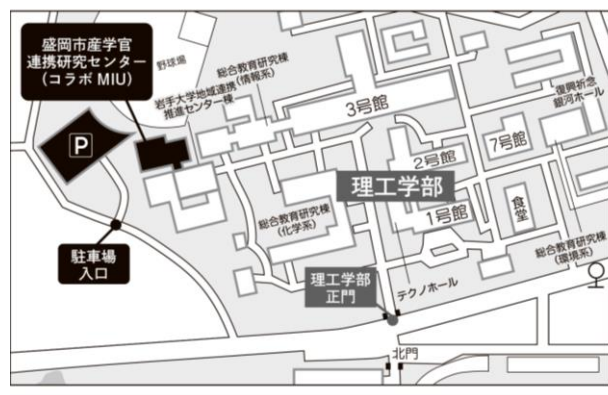 盛岡市産学官
連携研究センター
(コラボ MIU)
野球場
総合教育研究棟
(情報系)
岩手大学地域連携
推進センター棟
3号館
復興祈念
銀河ホール
2号館
7号館
P
理工学部
1号館
食堂
総合教育研究棟
(化学系)
総合教育研究棟
(環境系)
駐車場
入口
理工学部
正門
テクノホール
北門